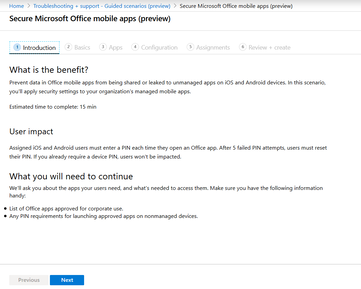 Home > Troubleshooting + support - Guided scenarios (preview) > Secure Microsoft Office mobile apps (preview)
Secure Microsoft Office mobile apps (preview)
1 Introduction 2 Basics 3 Apps 4 Configuration 5 Assignments 6 Review + create
What is the benefit?
Prevent data in Office mobile apps from being shared or leaked to unmanaged apps on iOS and Android devices. In this scenario,
you'll apply security settings to your organization's managed mobile apps.
Estimated time to complete: 15 min
User impact
Assigned iOS and Android users must enter a PIN each time they open an Office app. After 5 failed PIN attempts, users must reset
their PIN. If you already require a device PIN, users won't be impacted.
What you will need to continue
We'll ask you about the apps your users need, and what's needed to access them. Make sure you have the following information
handy:
• List of Office apps approved for corporate use.
• Any PIN requirements for launching approved apps on nonmanaged devices.
Previous Next